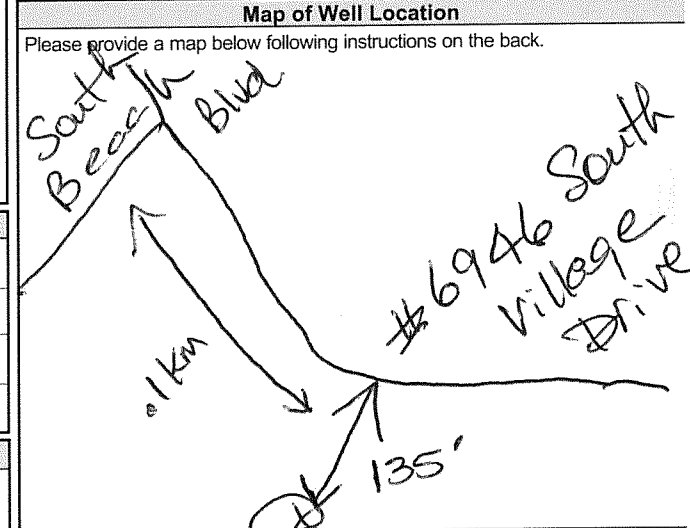 Map of Well Location
Please provide a map below following instructions on the back.
South
Beach Blvd
#6946 South
Village
Drive
.1km
135'